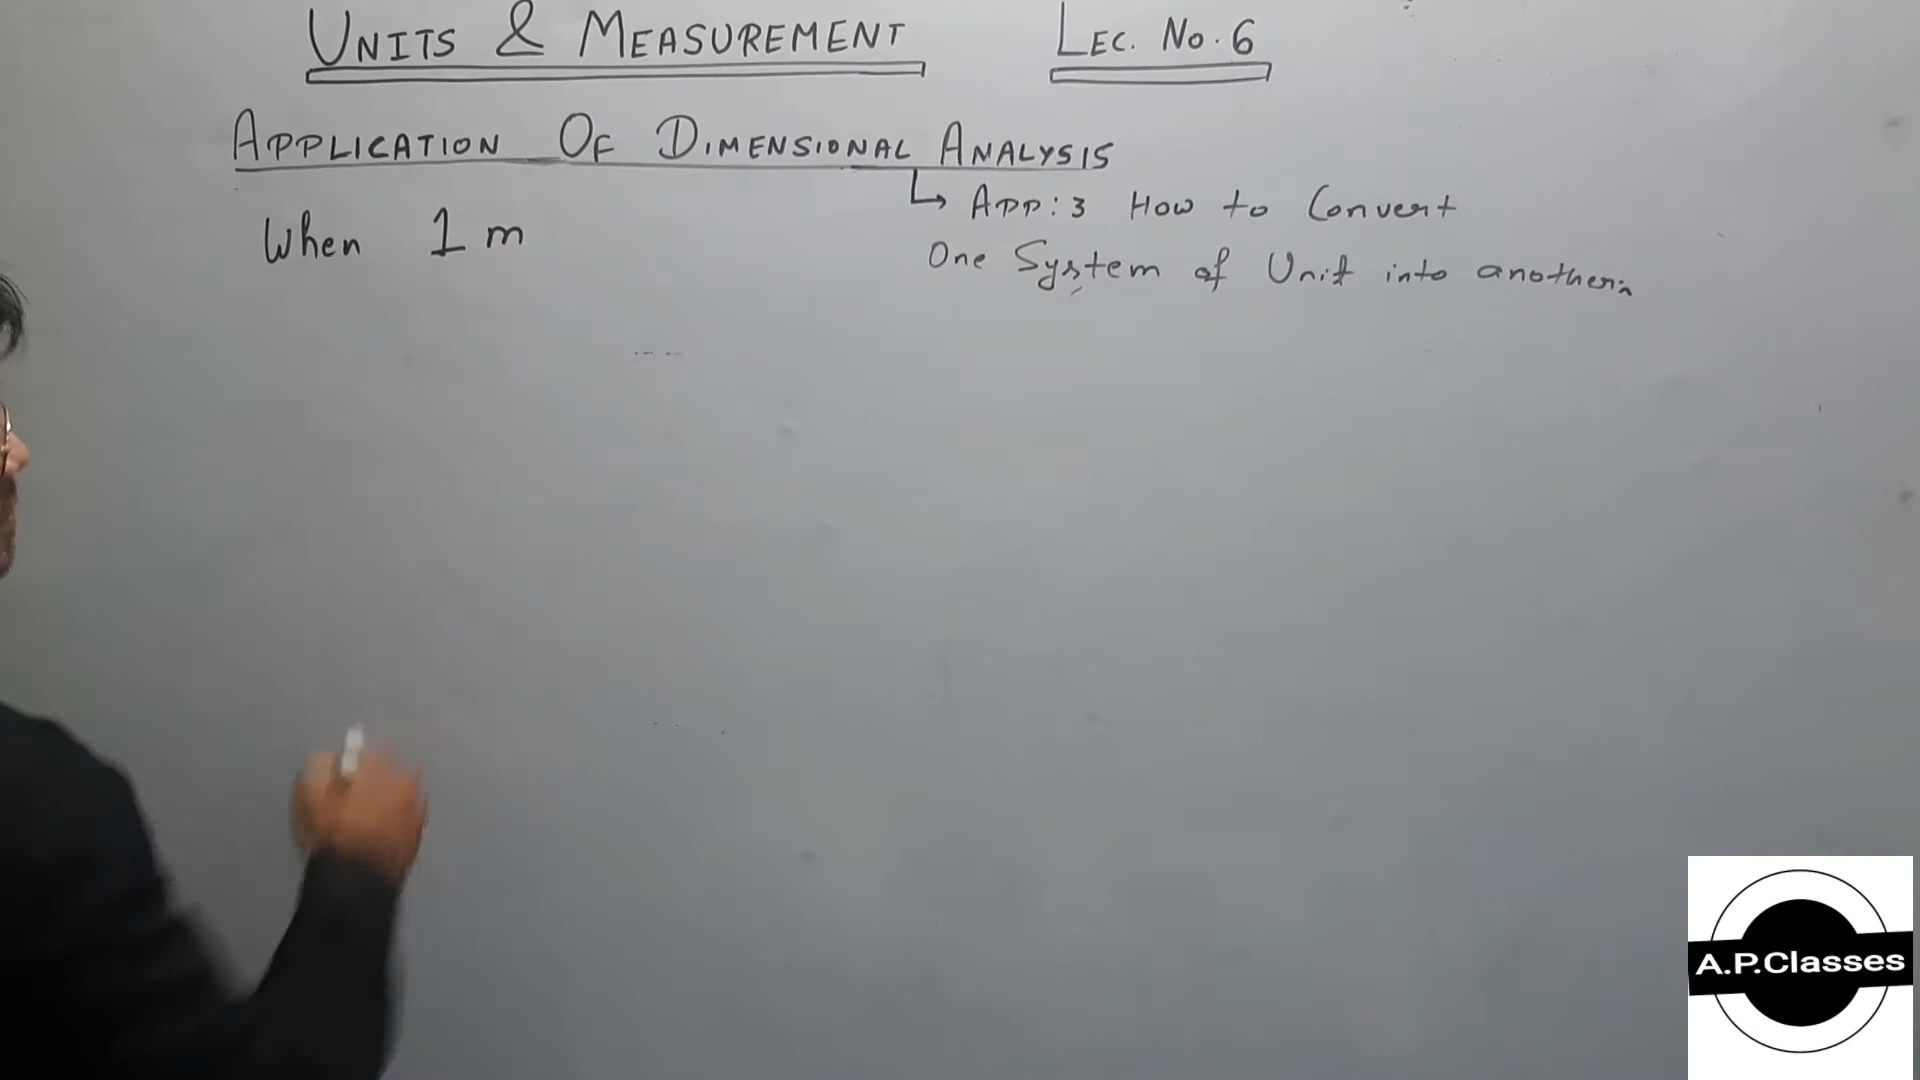 UNITS & MEASUREMENT LEC. No. 6
APPLICATION OF DIMENSIONAL ANALYSIS
↳ APP: 3 How to Convert
When 1 m
One System of Unit into another:
A.P.Classes